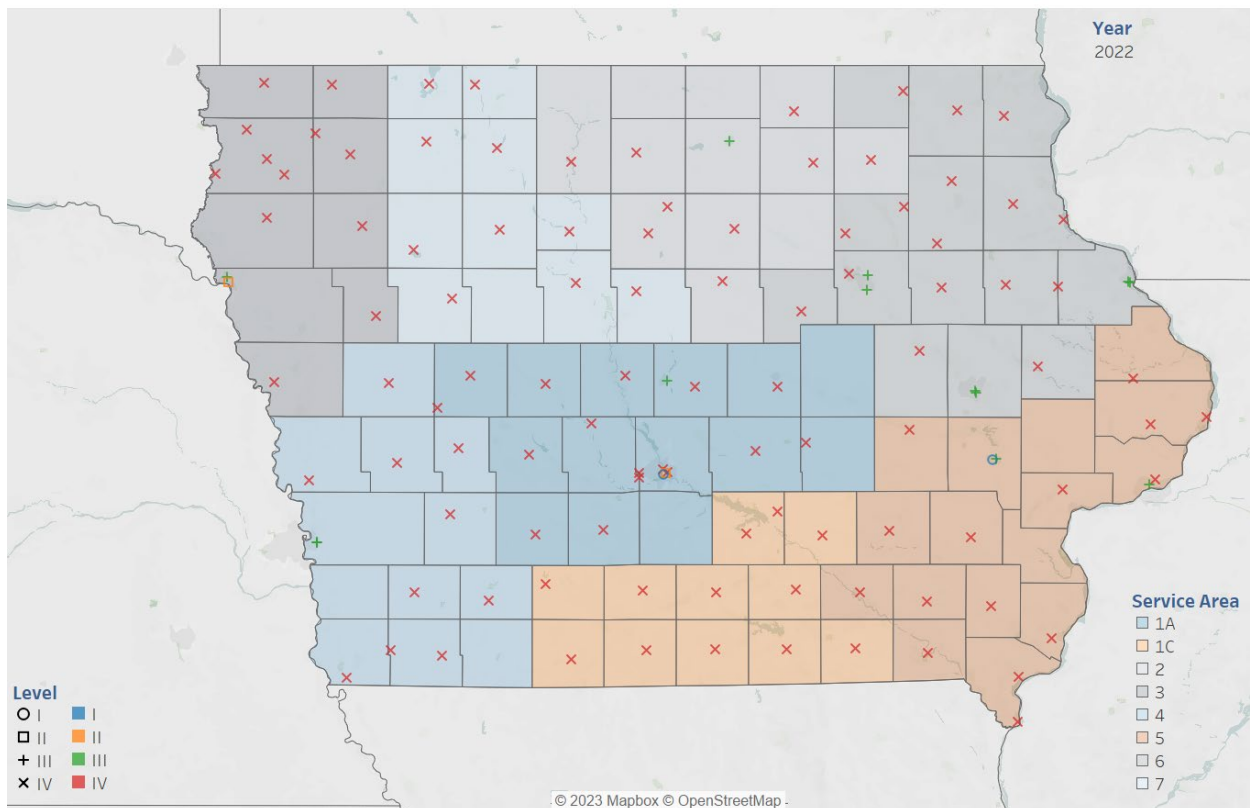 Year
2022
Service Area
1A
1C
2
3
4
5
6
7
Level
I I
II II
III III
IV IV
© 2023 Mapbox © OpenStreetMap